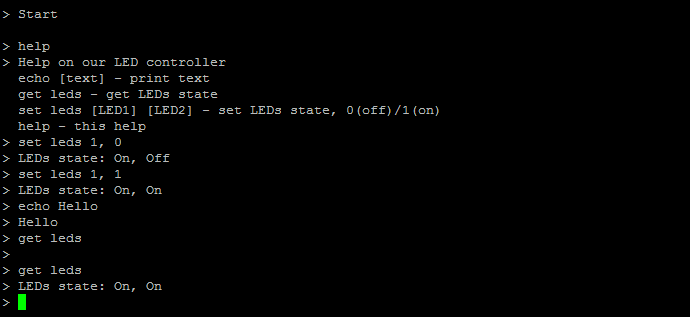 > Start
> help
> Help on our LED controller
echo [text] – print text
get leds – get LEDs state
set leds [LED1] [LED2] – set LEDs state, 0(off)/1(on)
help – this help
> set leds 1, 0
> LEDs state: On, Off
> set leds 1, 1
> LEDs state: On, On
> echo Hello
> Hello
> get leds
>
> get leds
> LEDs state: On, On
>